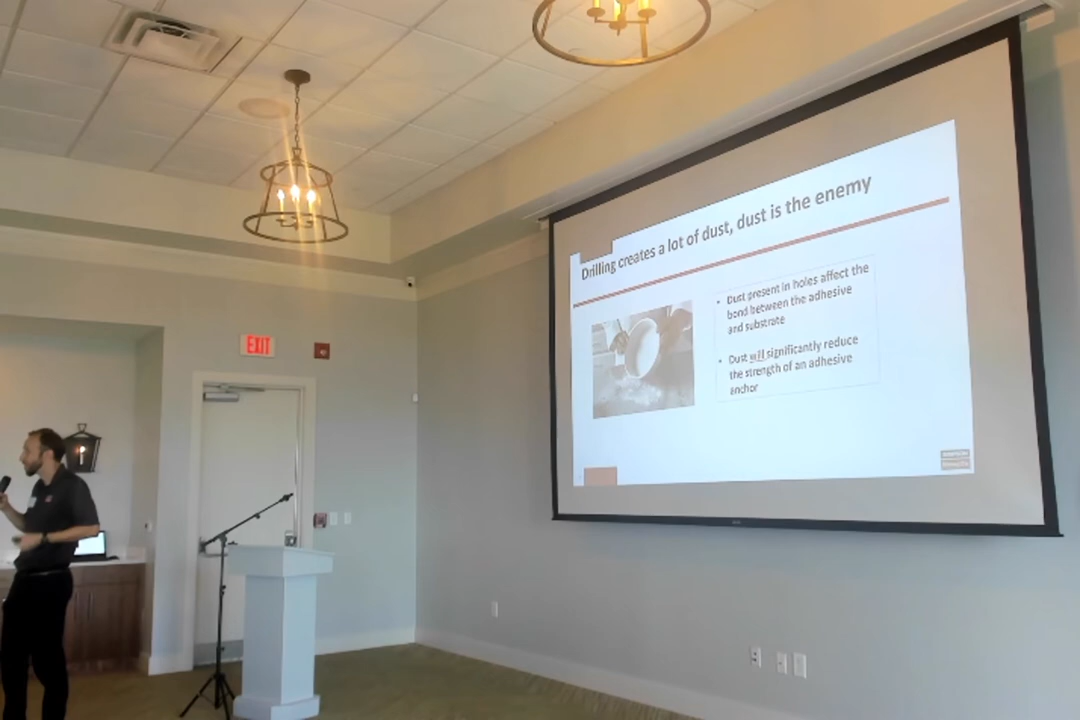 EXIT
Drilling creates a lot of dust, dust is the enemy
• Dust present in holes affect the
bond between the adhesive
and substrate
• Dust will significantly reduce
the strength of an adhesive
anchor